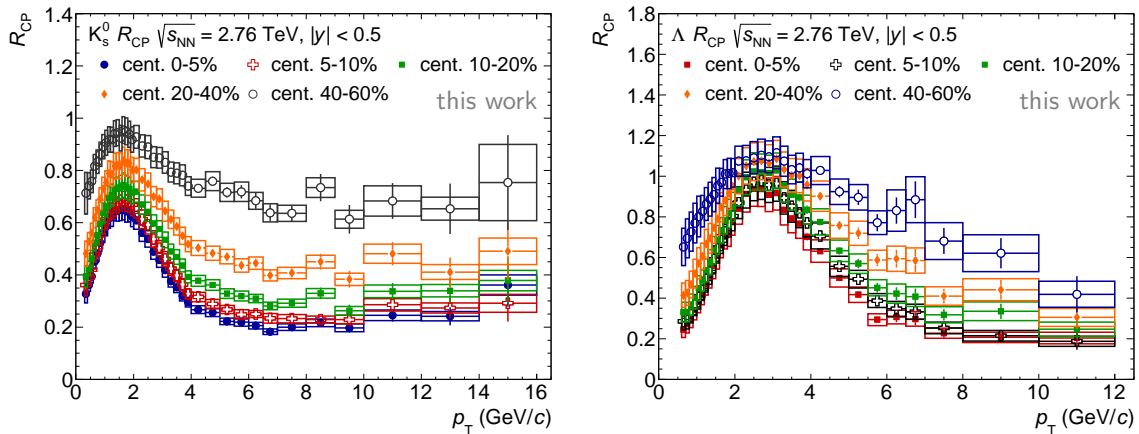 K⁰ₛ R_CP √s_NN = 2.76 TeV, |y| < 0.5
cent. 0-5% cent. 5-10% cent. 10-20%
cent. 20-40% cent. 40-60%
this work
R_CP
1.4
1.2
1
0.8
0.6
0.4
0.2
0
0 2 4 6 8 10 12 14 16
p_T (GeV/c)
Λ R_CP √s_NN = 2.76 TeV, |y| < 0.5
cent. 0-5% cent. 5-10% cent. 10-20%
cent. 20-40% cent. 40-60%
this work
R_CP
1.8
1.6
1.4
1.2
1.0
0.8
0.6
0.4
0.2
0
0 2 4 6 8 10 12
p_T (GeV/c)